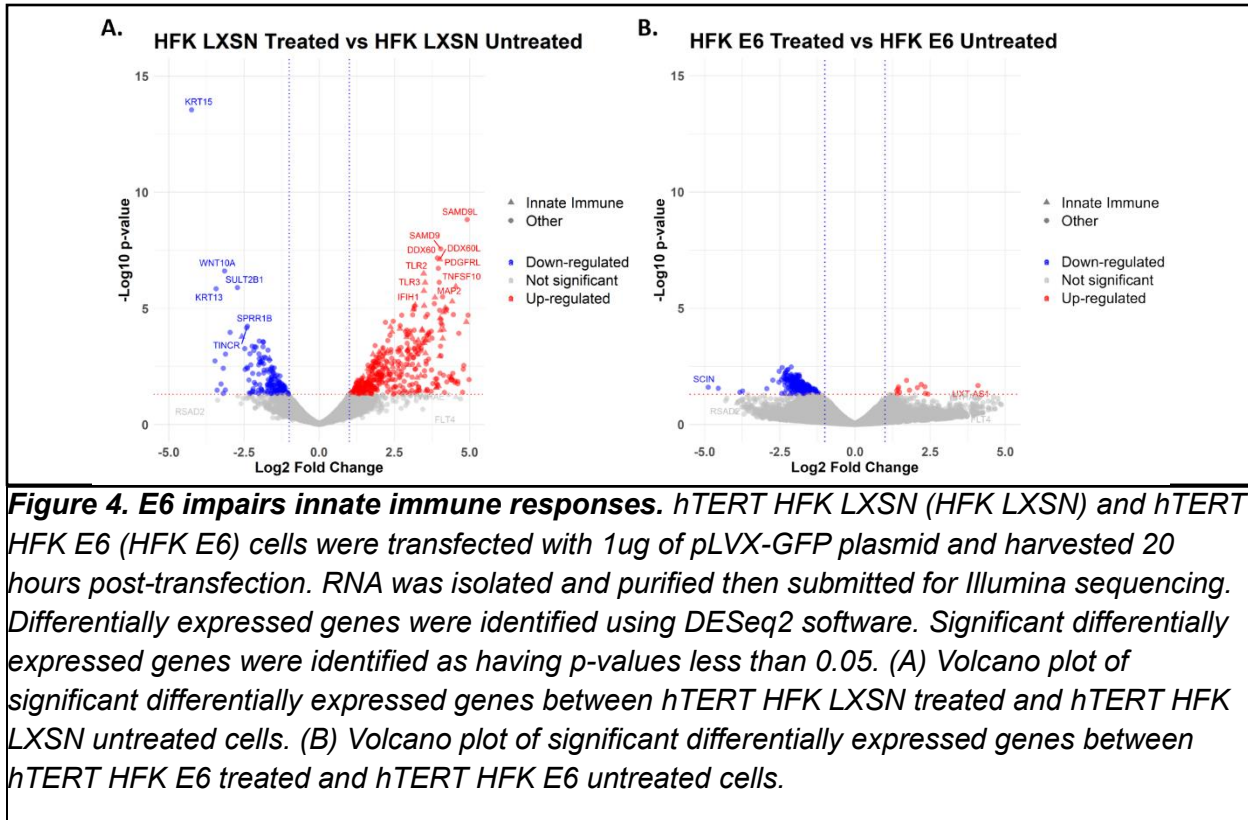 A.
HFK LXSN Treated vs HFK LXSN Untreated
15
10
5
0
-Log10 p-value
-5.0
-2.5
0.0
2.5
5.0
Log2 Fold Change
KRT15
WNT10A
SULT2B1
KRT13
SPRR1B
TINCR
RSAD2
SAMD9L
SAMD9
DDX60
DDX60L
PDGFRL
TLR2
TNFSF10
TLR3
MAP2
IFIH1
FLT4
Innate Immune
Other
Down-regulated
Not significant
Up-regulated
B.
HFK E6 Treated vs HFK E6 Untreated
15
10
5
0
-Log10 p-value
-5.0
-2.5
0.0
2.5
5.0
Log2 Fold Change
SCIN
UXT-AS1
FLT4
Innate Immune
Other
Down-regulated
Not significant
Up-regulated
Figure 4. E6 impairs innate immune responses. hTERT HFK LXSN (HFK LXSN) and hTERT
HFK E6 (HFK E6) cells were transfected with 1ug of pLVX-GFP plasmid and harvested 20
hours post-transfection. RNA was isolated and purified then submitted for Illumina sequencing.
Differentially expressed genes were identified using DESeq2 software. Significant differentially
expressed genes were identified as having p-values less than 0.05. (A) Volcano plot of
significant differentially expressed genes between hTERT HFK LXSN treated and hTERT HFK
LXSN untreated cells. (B) Volcano plot of significant differentially expressed genes between
hTERT HFK E6 treated and hTERT HFK E6 untreated cells.